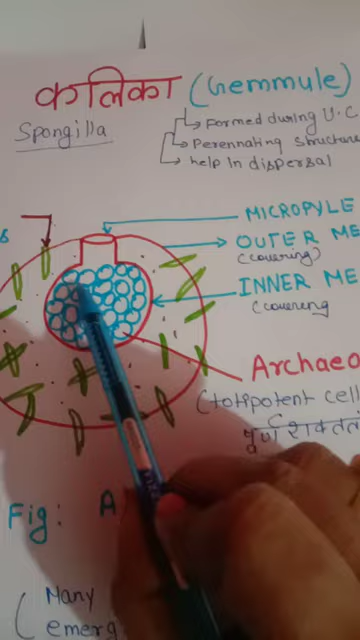 कलिका (Gemmule)
Spongilla
Formed during U.C
Perennating structure
help in dispersal
MICROPYLE
OUTER ME
(covering)
INNER ME
(covereng
Archaeo
(totipotent cell
Fig: A
Many
emerg